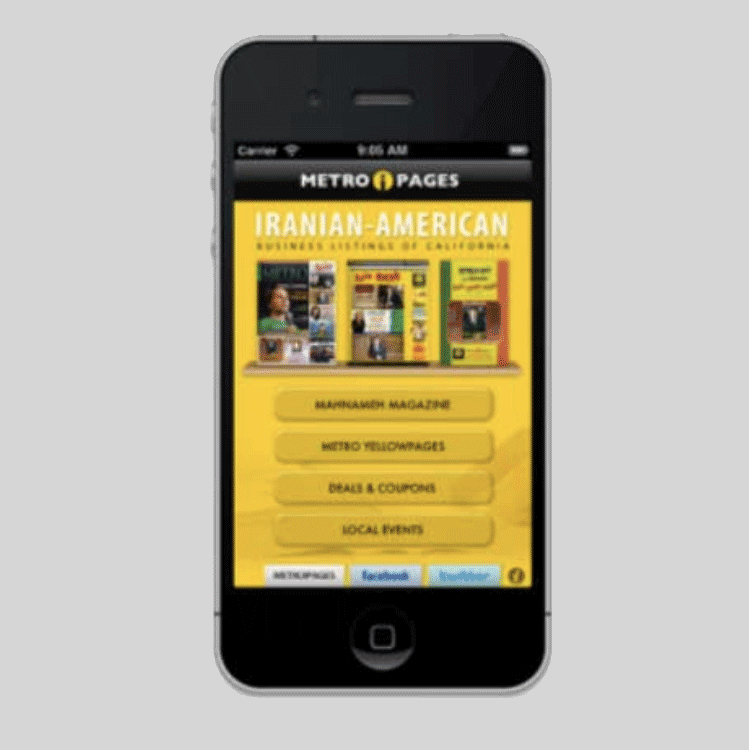 Carrier 9:05 AM
METRO PAGES
IRANIAN-AMERICAN
BUSINESS LISTINGS OF CALIFORNIA
METRO
MAHNAMEH MAGAZINE
METRO YELLOWPAGES
DEALS & COUPONS
LOCAL EVENTS
METROPAGES facebook twitter